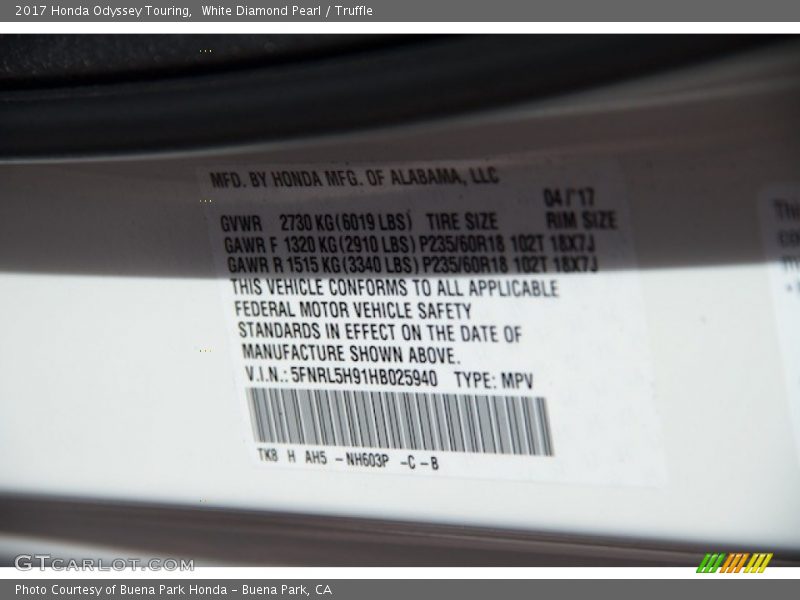 2017 Honda Odyssey Touring,  White Diamond Pearl / Truffle
MFD. BY HONDA MFG. OF ALABAMA, LLC
04/'17
GVWR 2730 KG(6019 LBS) TIRE SIZE RIM SIZE
GAWR F 1320 KG(2910 LBS) P235/60R18 102T 18X7J
GAWR R 1515 KG(3340 LBS) P235/60R18 102T 18X7J
THIS VEHICLE CONFORMS TO ALL APPLICABLE
FEDERAL MOTOR VEHICLE SAFETY
STANDARDS IN EFFECT ON THE DATE OF
MANUFACTURE SHOWN ABOVE.
V.I.N.: 5FNRL5H91HB025940 TYPE: MPV
TK8 H AH5 -NH603P -C-B
GTCARLOT.COM
Photo Courtesy of Buena Park Honda - Buena Park, CA